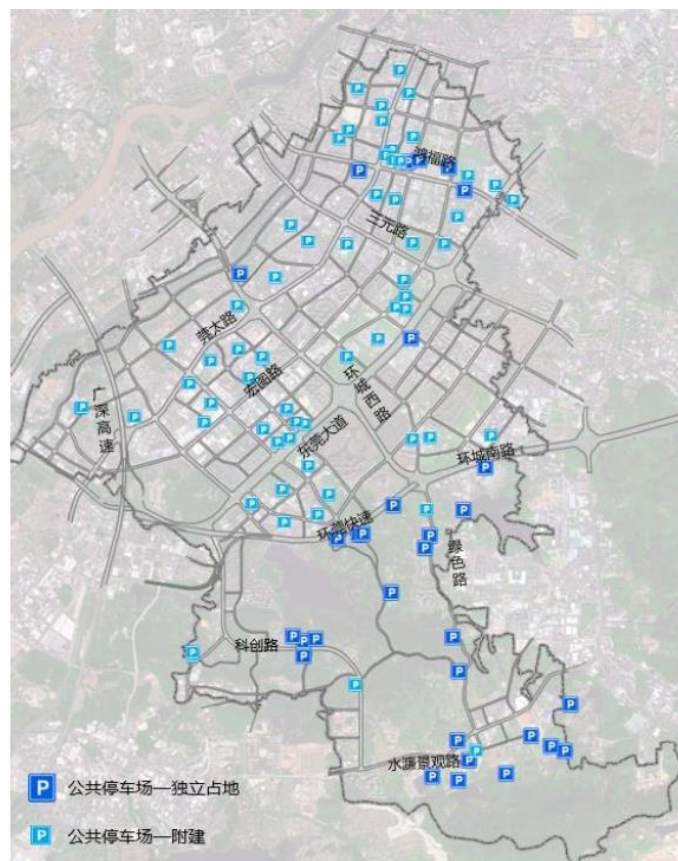 鸿福路
三元路
莞太路
宏图路
环城西路
广深高速
东莞大道
环城南路
环莞快速
绿色路
科创路
水濂景观路
P 公共停车场—独立占地
P 公共停车场—附建